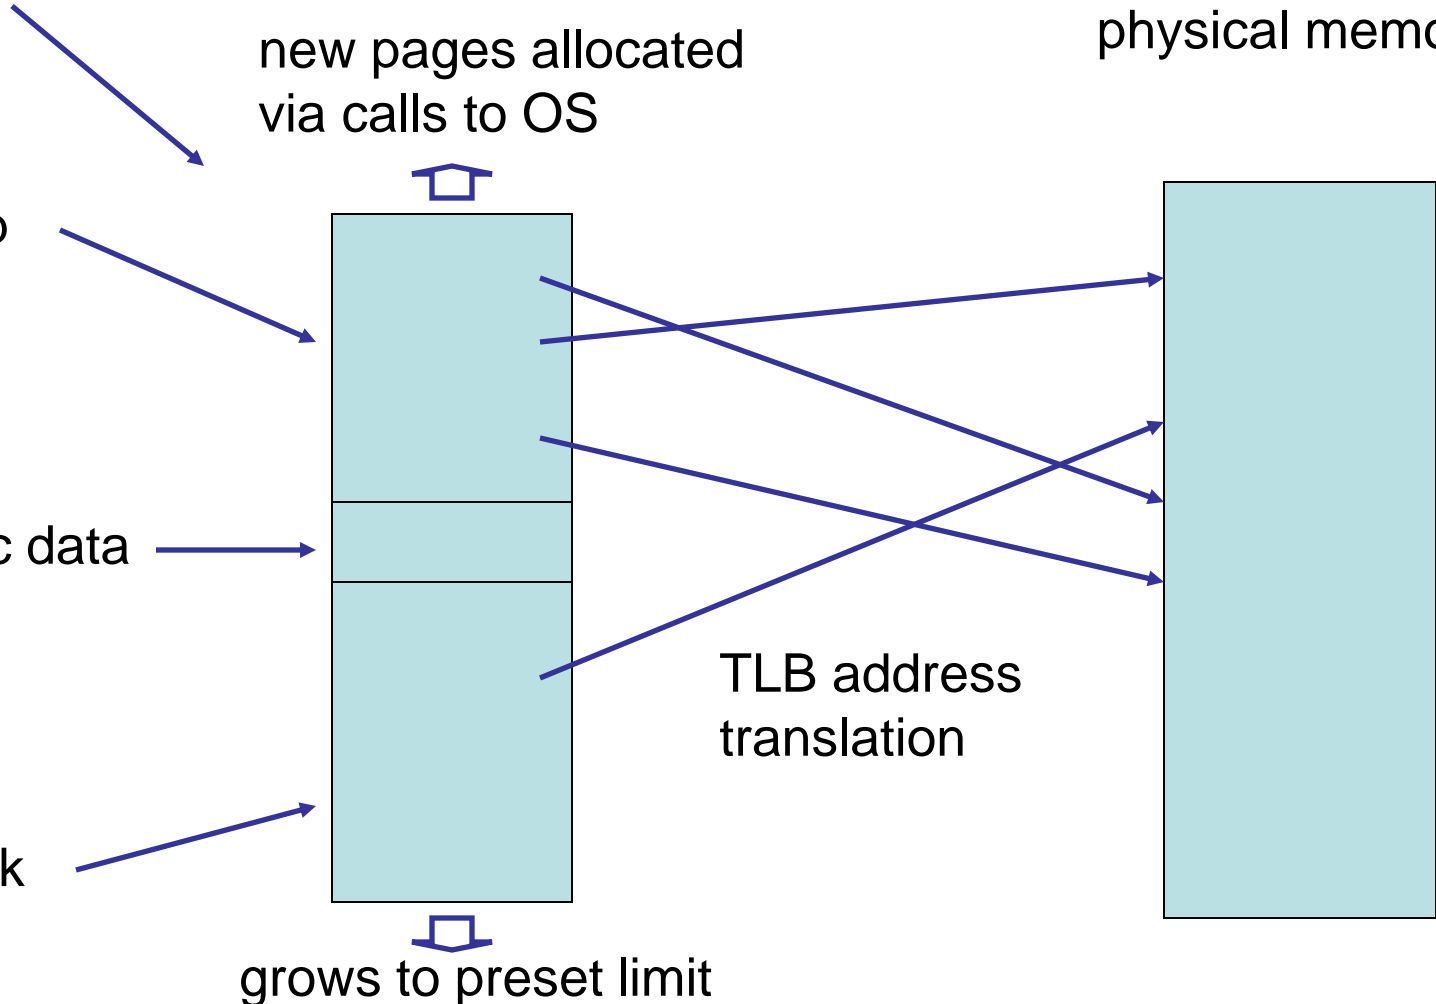 new pages allocated
via calls to OS
physical memo
c data
TLB address
translation
k
grows to preset limit